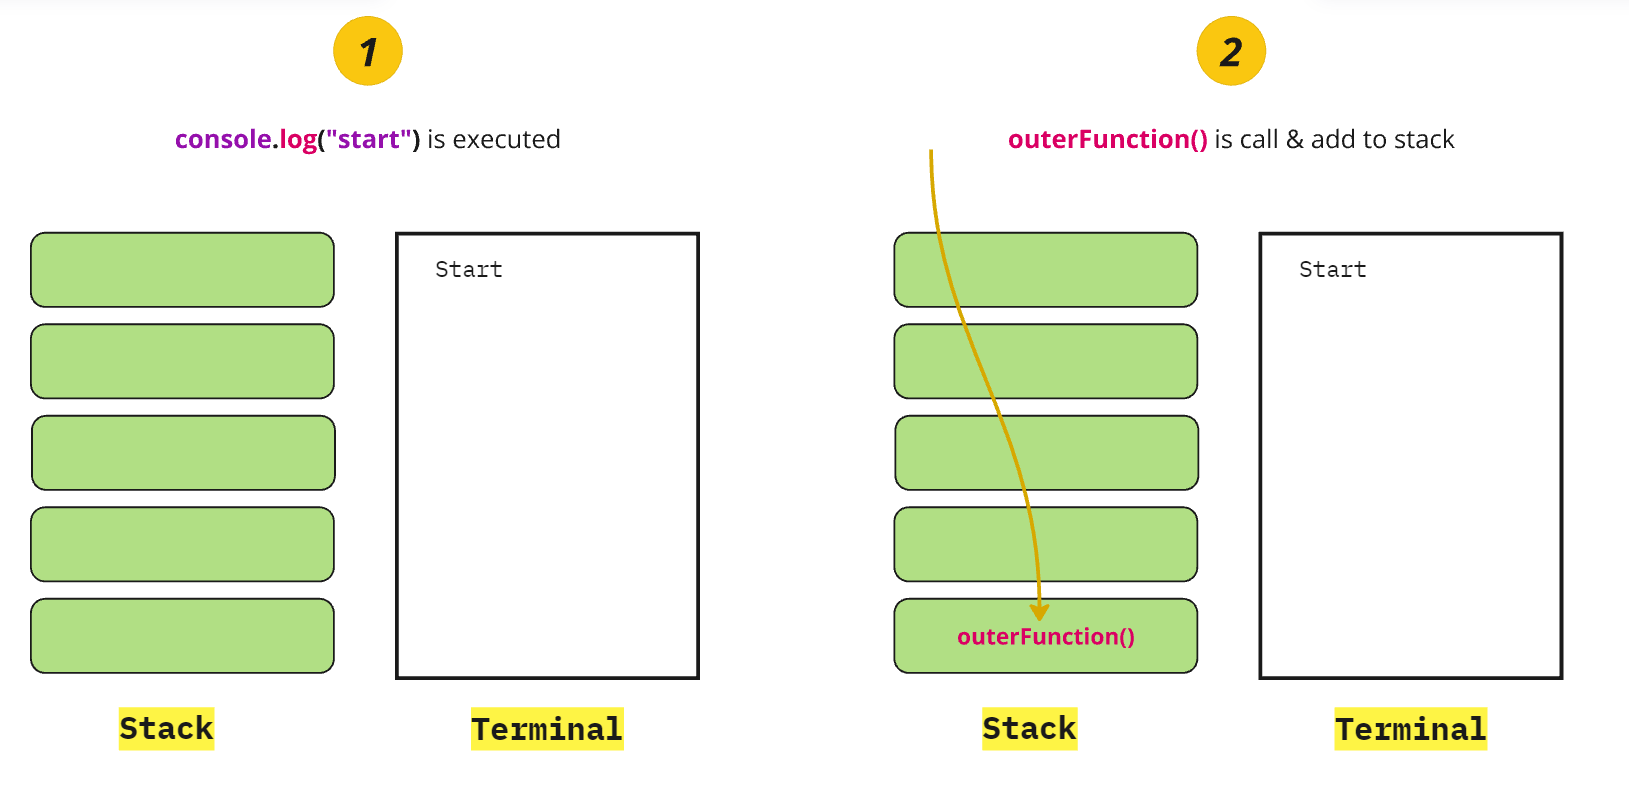 1
console.log("start") is executed
Start
Stack
Terminal
2
outerFunction() is call & add to stack
Start
outerFunction()
Stack
Terminal